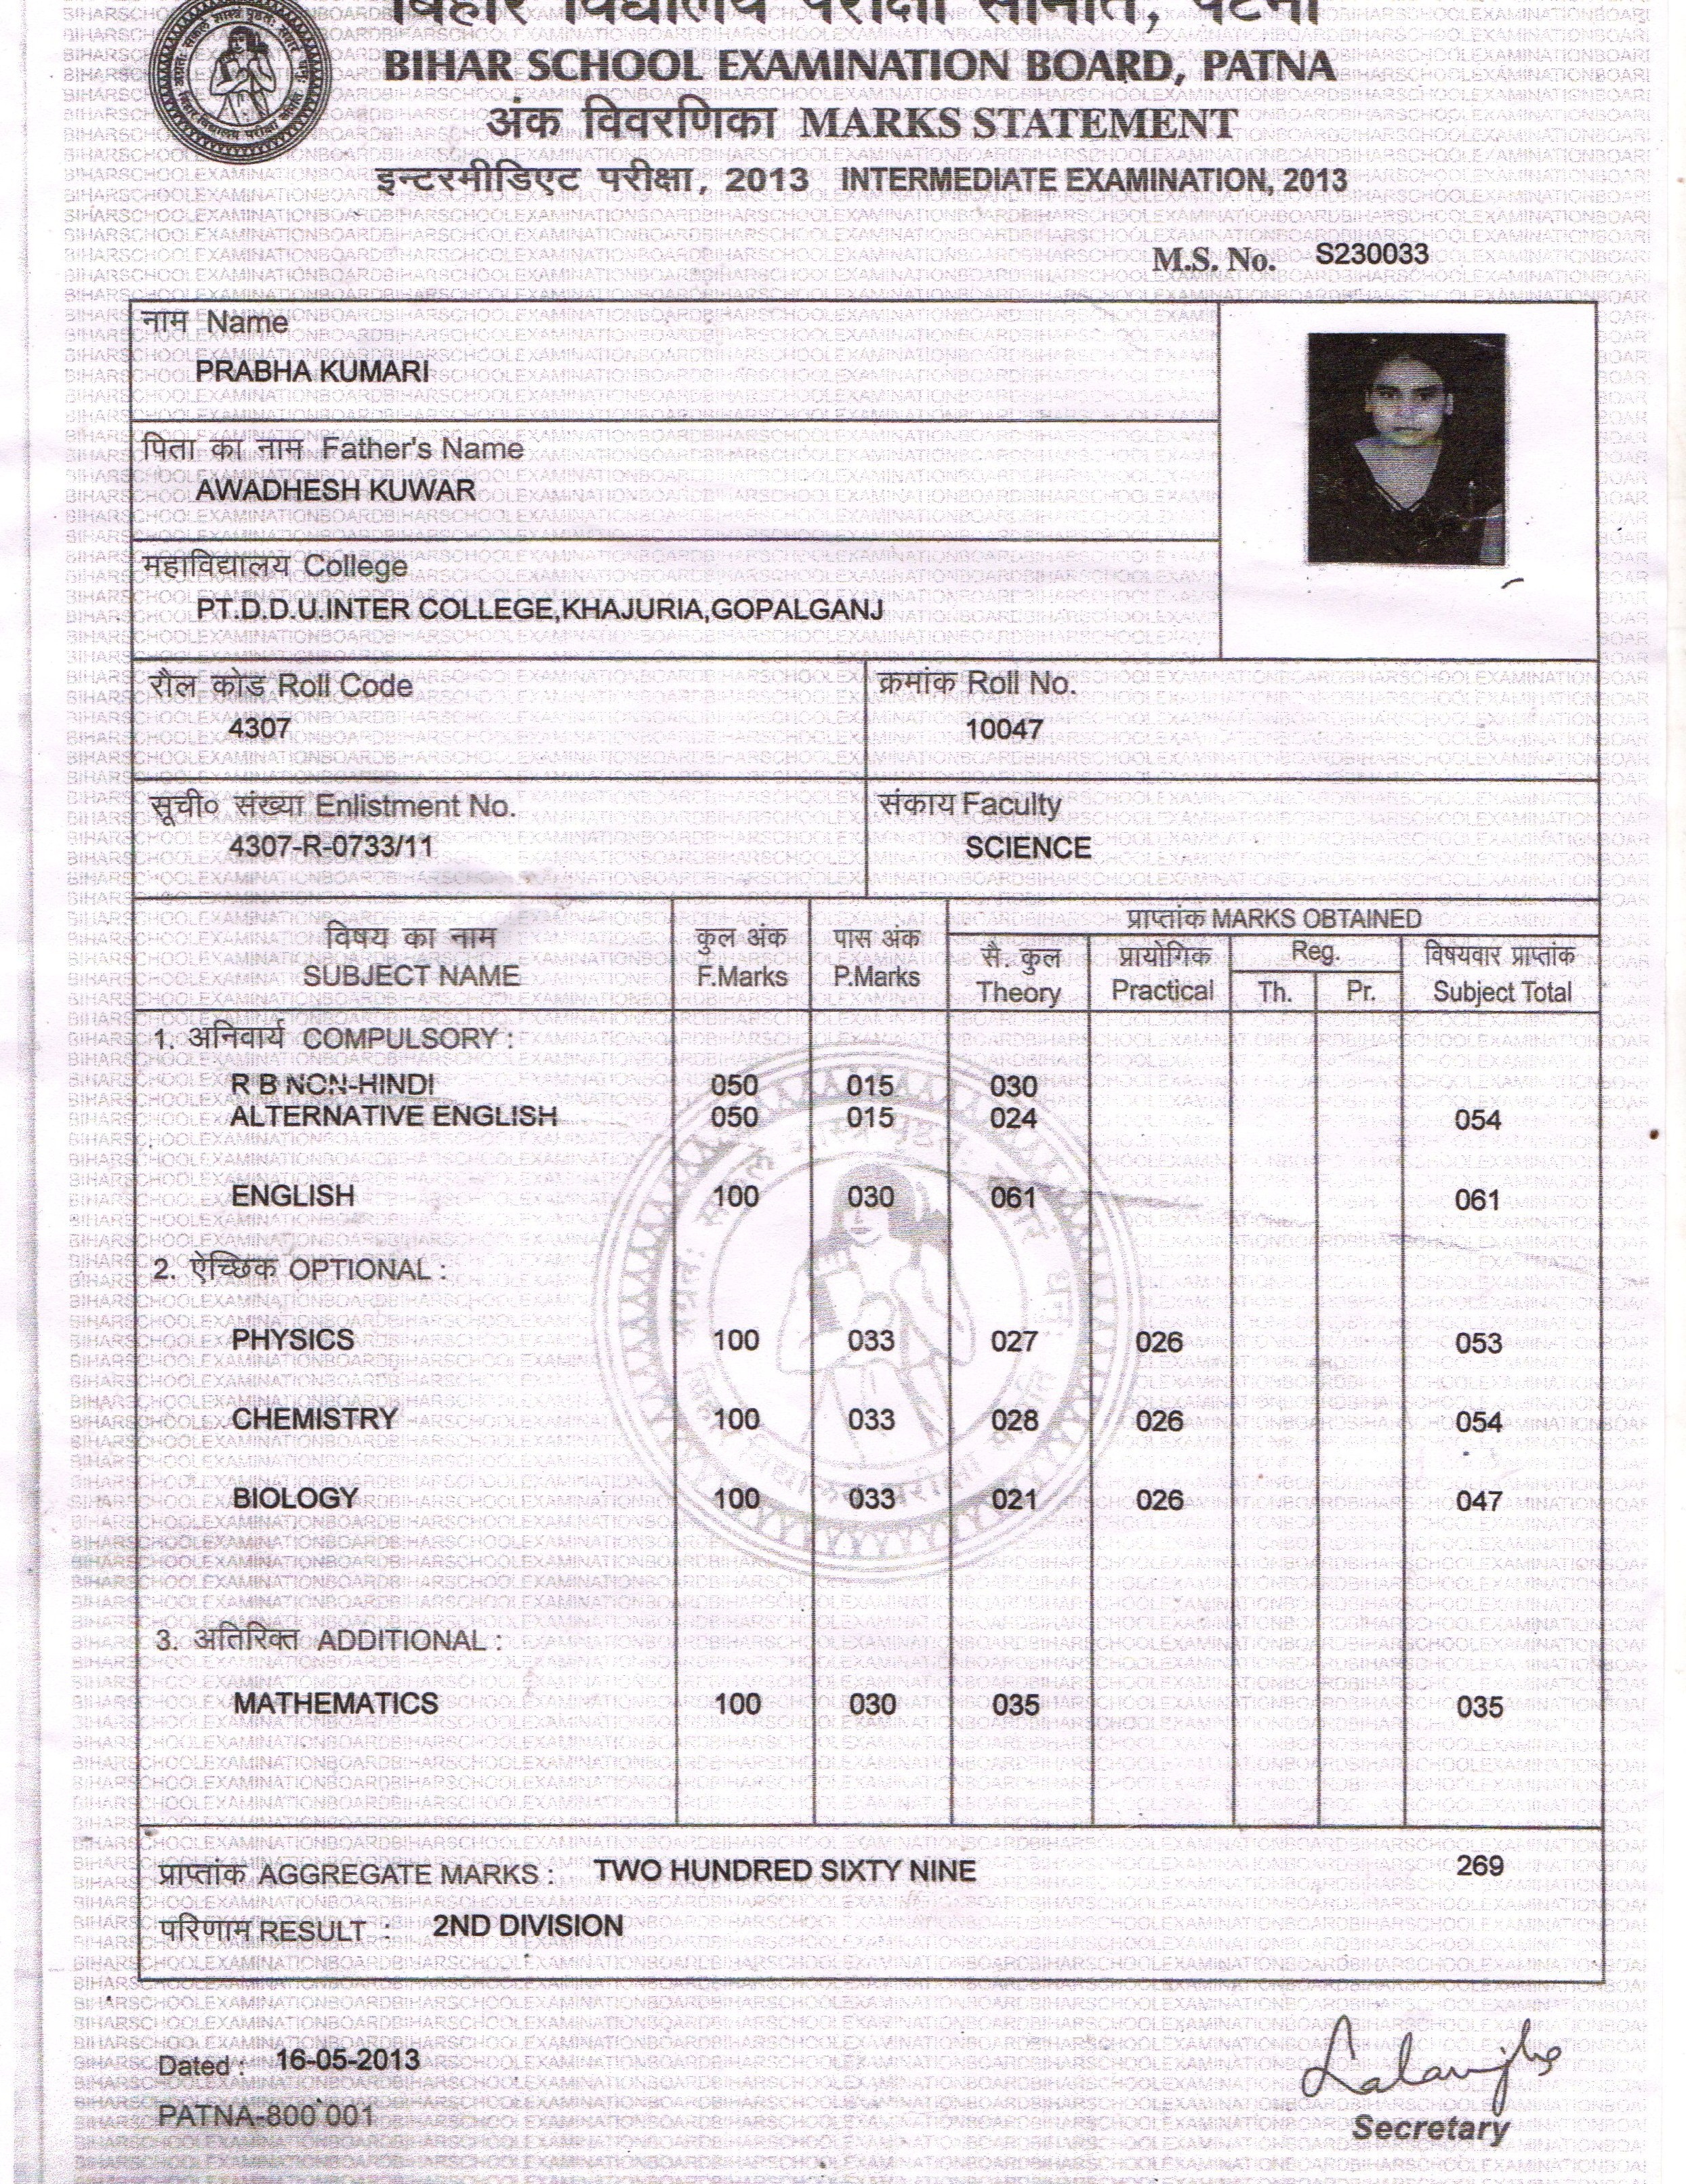 बिहार विद्यालय परीक्षा समिति, पटना
BIHAR SCHOOL EXAMINATION BOARD, PATNA
अंक विवरणिका MARKS STATEMENT
इन्टरमीडिएट परीक्षा, 2013 INTERMEDIATE EXAMINATION, 2013
M.S. No. S230033
नाम Name
PRABHA KUMARI
पिता का नाम Father's Name
AWADHESH KUWAR
महाविद्यालय College
PT.D.D.U.INTER COLLEGE,KHAJURIA,GOPALGANJ
रौल कोड Roll Code क्रमांक Roll No.
4307 10047
सूची० संख्या Enlistment No. संकाय Faculty
4307-R-0733/11 SCIENCE
प्राप्तांक MARKS OBTAINED
विषय का नाम कुल अंक पास अंक सै. कुल प्रायोगिक Reg. विषयवार प्राप्तांक
SUBJECT NAME F.Marks P.Marks Theory Practical Th. Pr. Subject Total
1. अनिवार्य COMPULSORY :
R B NON-HINDI 050 015 030
ALTERNATIVE ENGLISH 050 015 024 054
ENGLISH 100 030 061 061
2. ऐच्छिक OPTIONAL :
PHYSICS 100 033 027 026 053
CHEMISTRY 100 033 028 026 054
BIOLOGY 100 033 021 026 047
3. अतिरिक्त ADDITIONAL :
MATHEMATICS 100 030 035 035
प्राप्तांक AGGREGATE MARKS : TWO HUNDRED SIXTY NINE 269
परिणाम RESULT : 2ND DIVISION
Dated : 16-05-2013
PATNA-800 001
Secretary